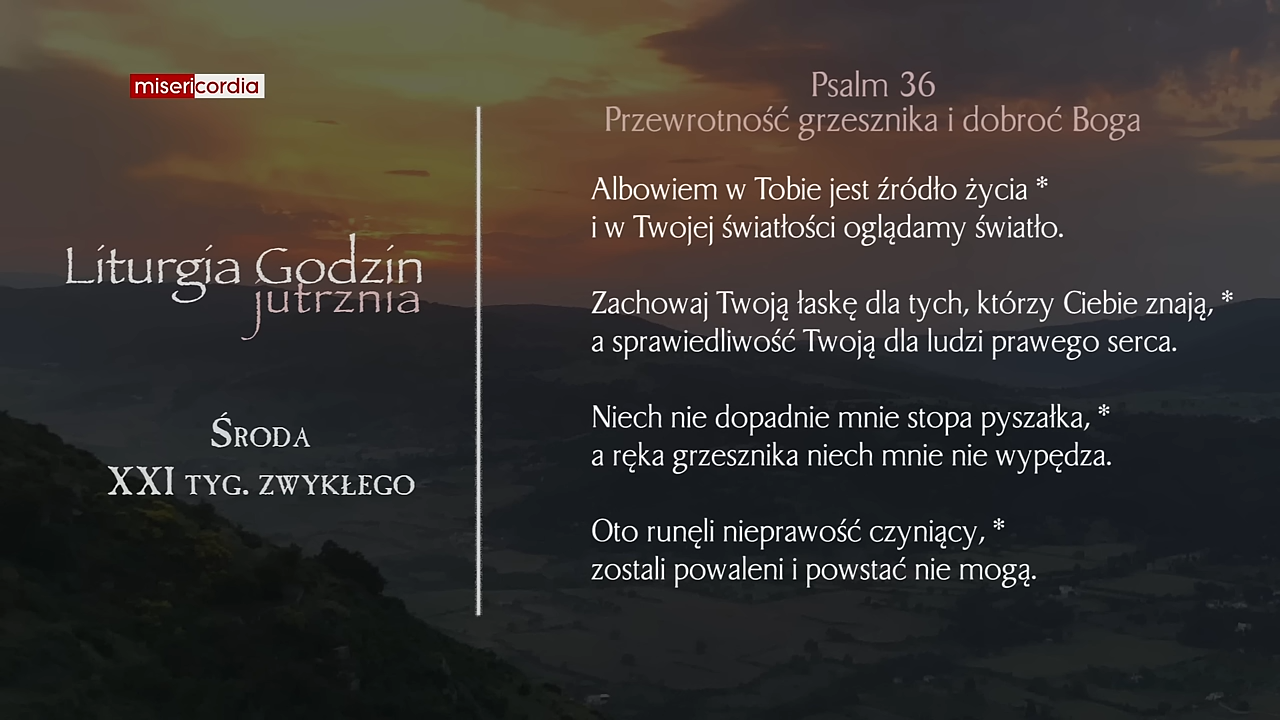 misericordia
Liturgia Godzin
jutrznia
Środa
XXI tyg. zwykłego
Psalm 36
Przewrotność grzesznika i dobroć Boga
Albowiem w Tobie jest źródło życia *
i w Twojej światłości oglądamy światło.
Zachowaj Twoją łaskę dla tych, którzy Ciebie znają, *
a sprawiedliwość Twoją dla ludzi prawego serca.
Niech nie dopadnie mnie stopa pyszałka, *
a ręka grzesznika niech mnie nie wypędza.
Oto runęli nieprawość czyniący, *
zostali powaleni i powstać nie mogą.